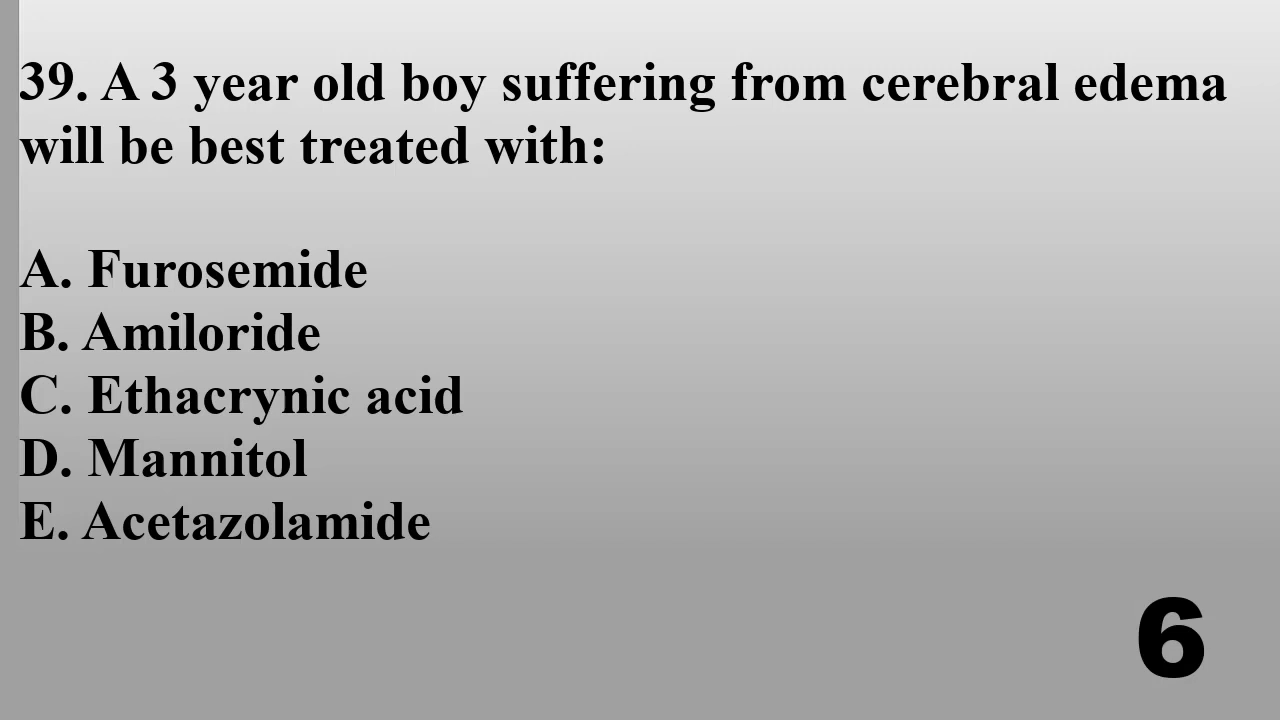 39. A 3 year old boy suffering from cerebral edema
will be best treated with:
A. Furosemide
B. Amiloride
C. Ethacrynic acid
D. Mannitol
E. Acetazolamide
6